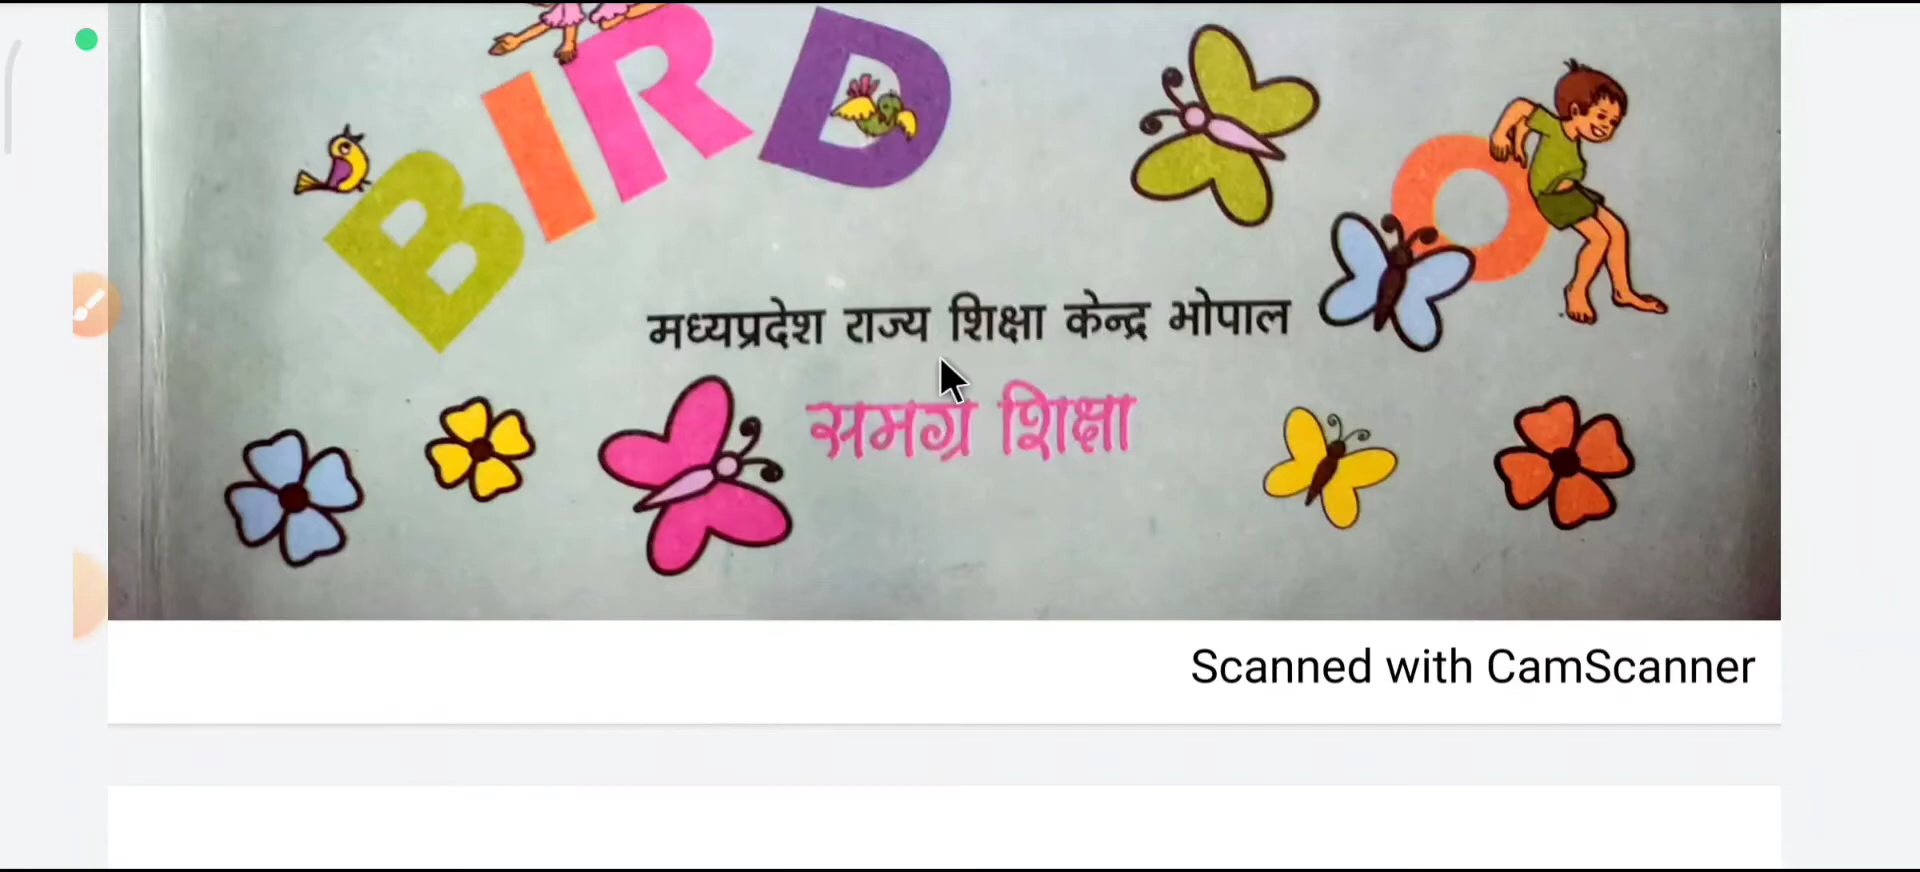 BIRD
O
मध्यप्रदेश राज्य शिक्षा केन्द्र भोपाल
समग्र शिक्षा
Scanned with CamScanner